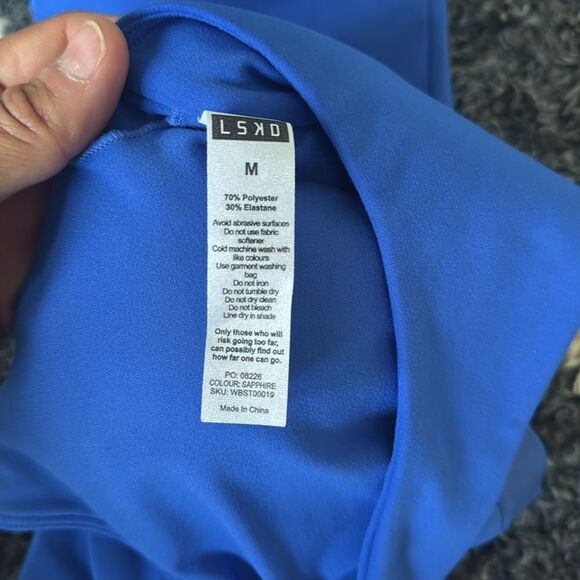 LSKD
M
70% Polyester
30% Elastane
Avoid abrasive surfaces
Do not use fabric
softener
Cold machine wash with
like colours
Use garment washing
bag
Do not iron
Do not tumble dry
Do not dry clean
Do not bleach
Line dry in shade
Only those who will
risk going too far,
can possibly find out
how far one can go.
PO: 08226
COLOUR: SAPPHIRE
SKU: WBST00019
Made In China